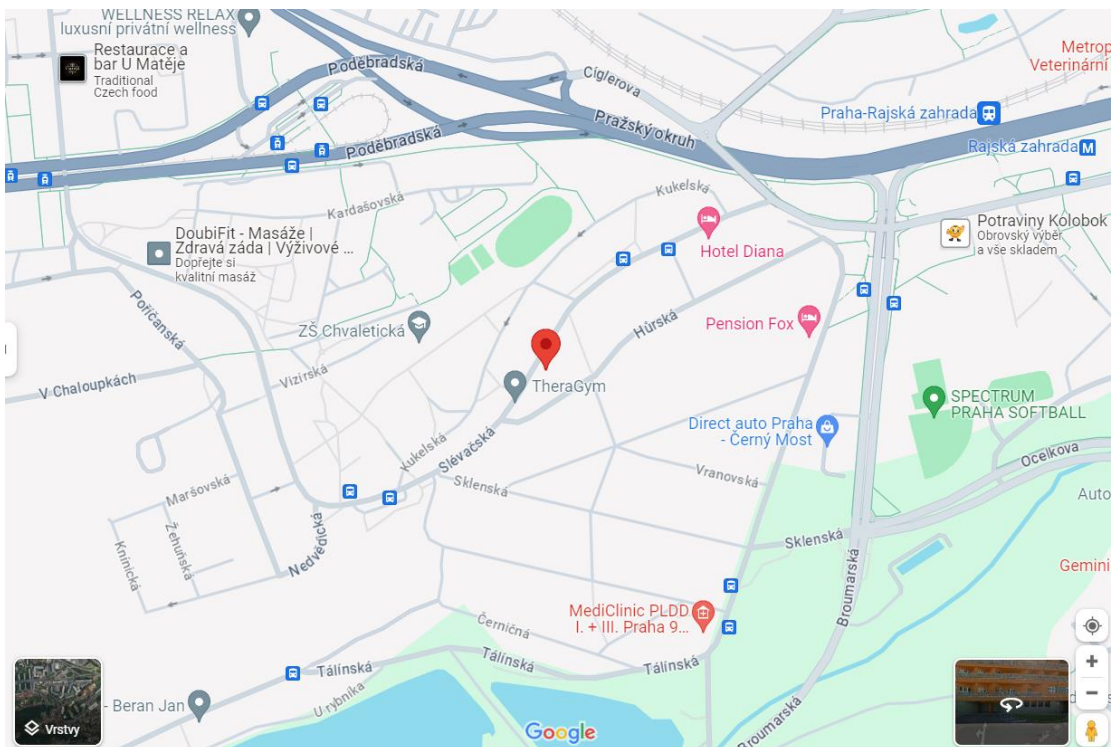 WELLNESS RELAX
luxusní privátní wellness
Restaurace a
bar U Matěje
Traditional
Czech food
Poděbradská
Ciglerova
Metrop
Veterinární
Praha-Rajská zahrada
Pražský okruh
Poděbradská
Rajská zahrada
M
Kukelská
Kardašovská
Potraviny Kolobok
Obrovský výběr
a vše skladem
DoubiFit - Masáže |
Zdravá záda | Výživové ...
Dopřejte si
kvalitní masáž
Hotel Diana
Poříčanská
ZŠ Chvaletická
Hůrská
Pension Fox
V Chaloupkách
Vizírská
TheraGym
SPECTRUM
PRAHA SOFTBALL
Direct auto Praha
- Černý Most
Kukelská
Slévačská
Ocelkova
Vranovská
Sklenská
Maršovská
Auto
Žehuňská
Kninická
Nedvědická
Sklenská
Broumarská
Gemini
MediClinic PLDD
I. + III. Praha 9...
Černičná
Tálínská
Tálínská
Tálínská
U rybníka
- Beran Jan
Vrstvy
Google
Broumarská